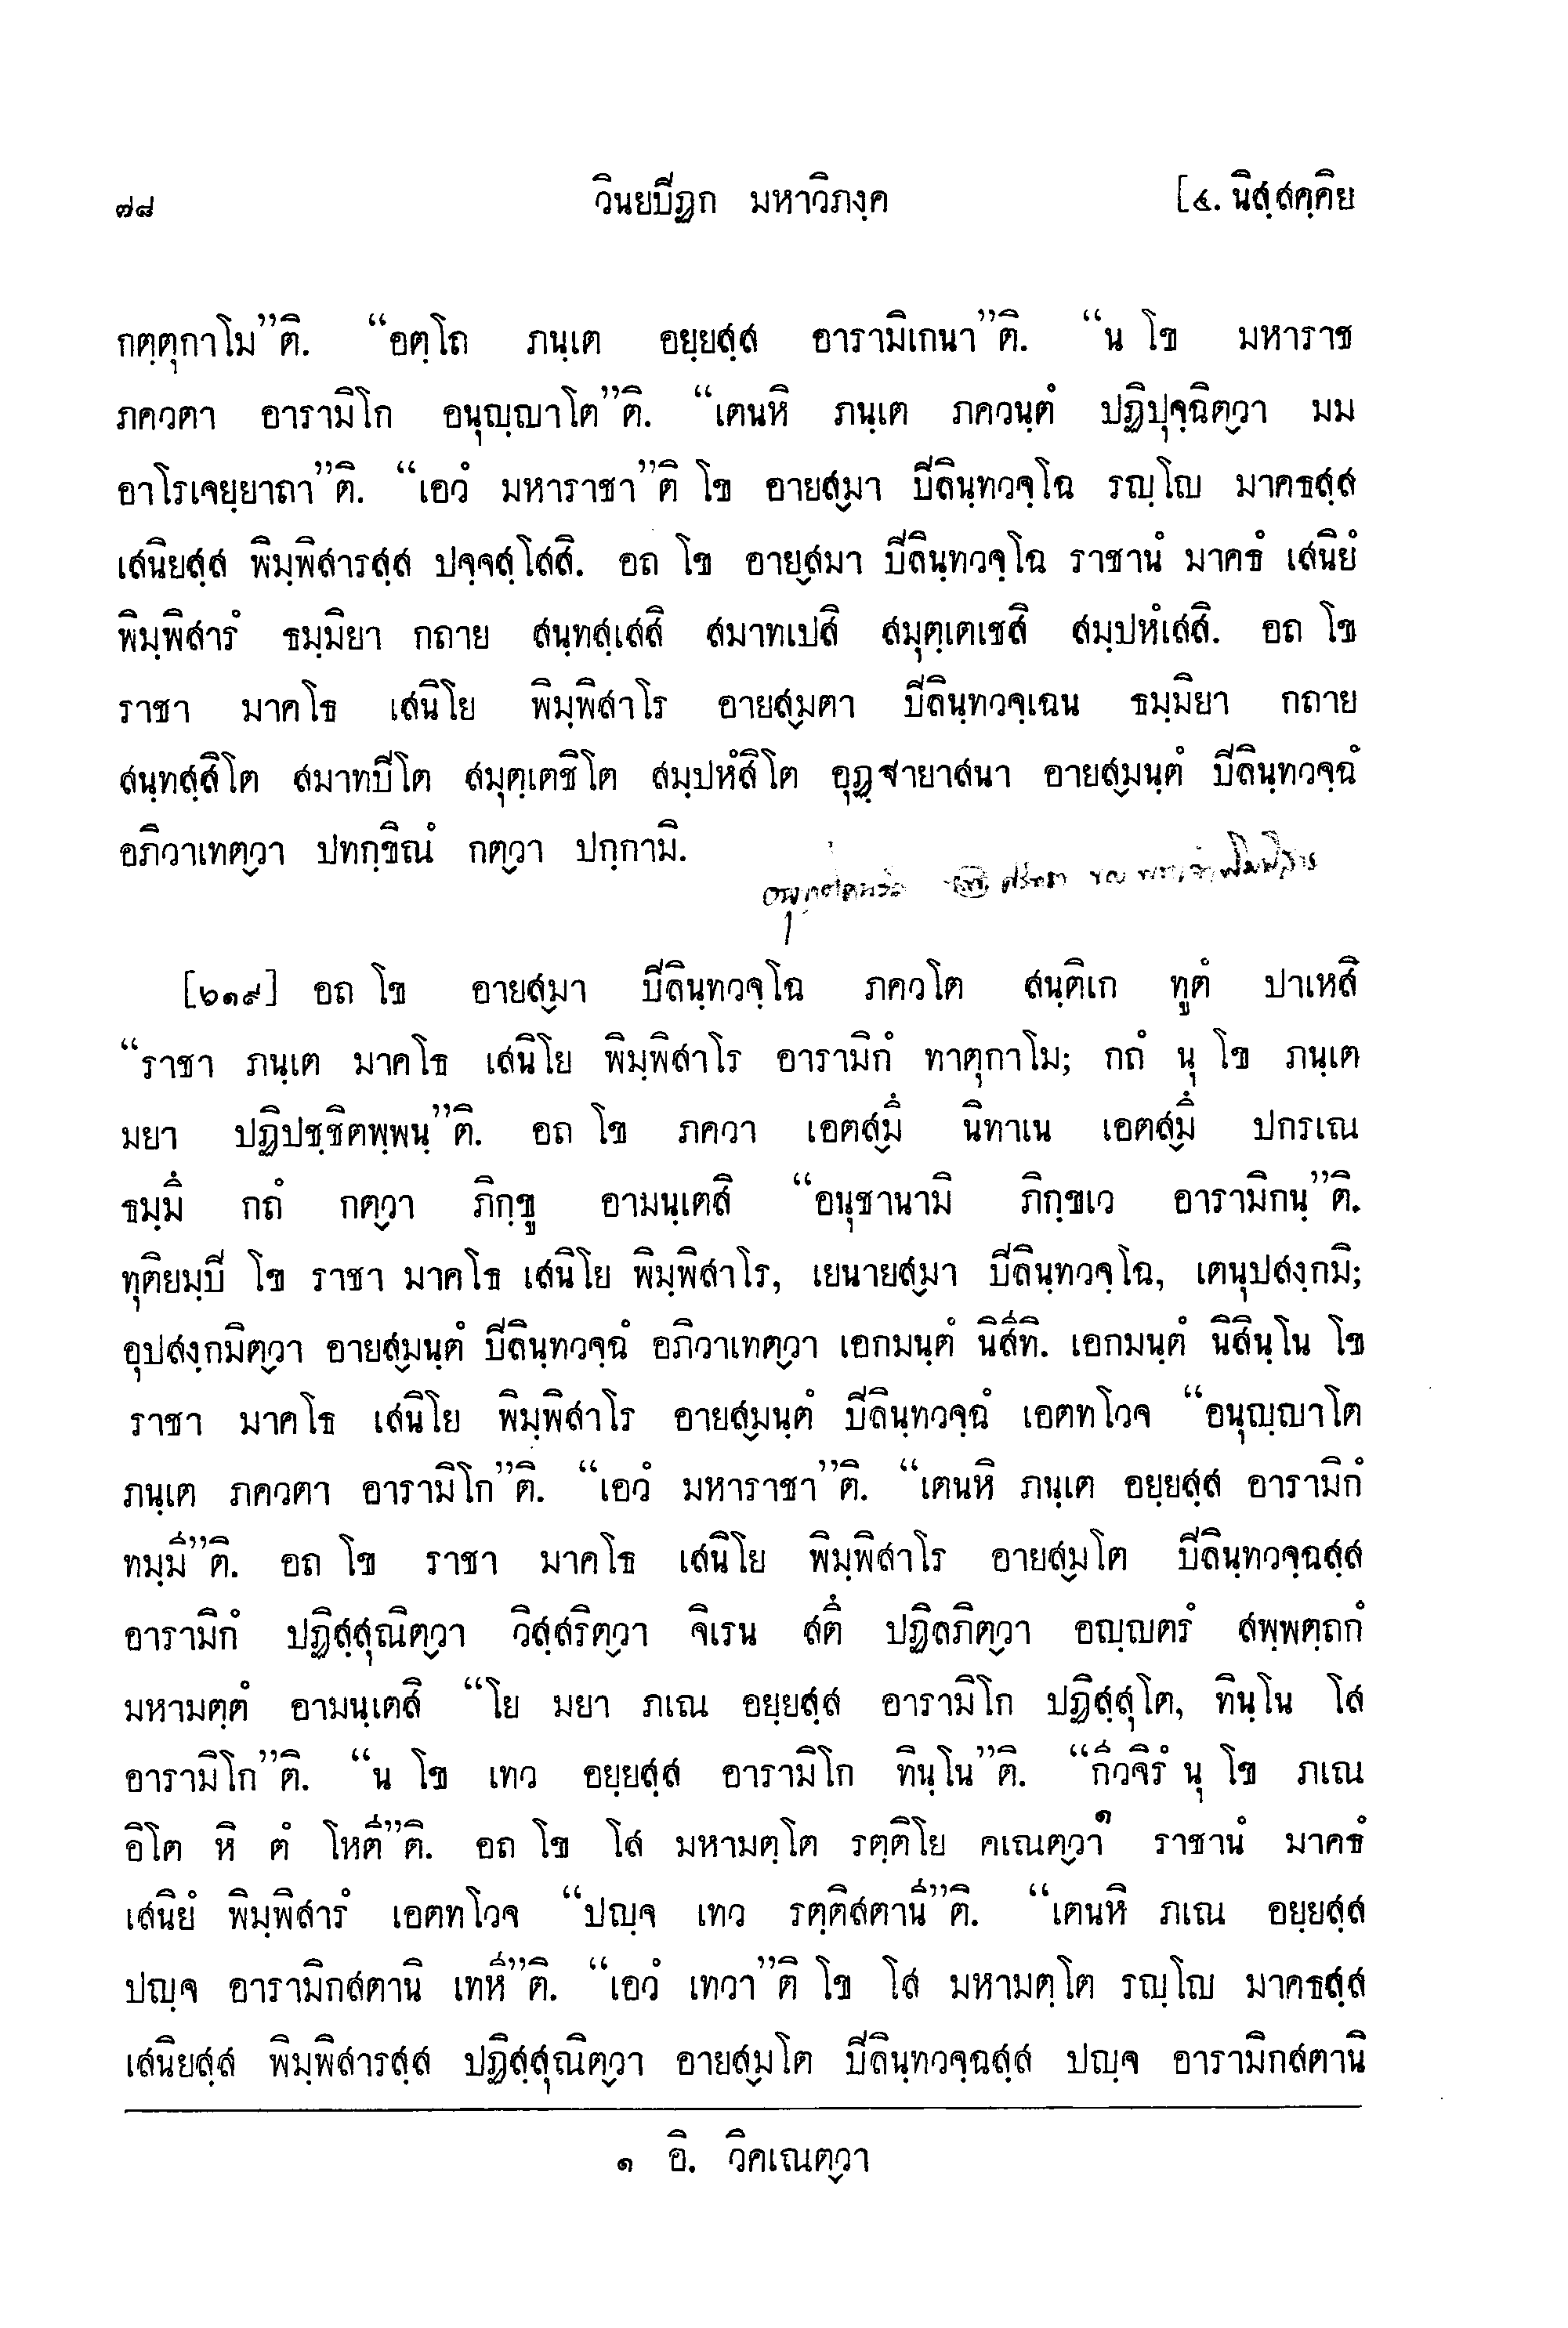 ๗๘ วินยปิฏก มหาวิภงฺค [๔. นิสฺสคฺคิย
กตฺตุกาโม”ติ. “อตฺโถ ภนฺเต อยฺยสฺส อารามิเกนา”ติ. “น โข มหาราช
ภควตา อารามิโก อนุญฺญาโต”ติ. “เตนหิ ภนฺเต ภควนฺตํ ปฏิปุจฺฉิตฺวา มม
อาโรเจยฺยาถา”ติ. “เอวํ มหาราชา”ติ โข อายสฺมา ปิลินฺทวจฺโฉ รญฺโญ มาคธสฺส
เสนิยสฺส พิมฺพิสารสฺส ปจฺจสฺโสสิ. อถ โข อายสฺมา ปิลินฺทวจฺโฉ ราชานํ มาคธํ เสนิยํ
พิมฺพิสารํ ธมฺมิยา กถาย สนฺทสฺเสสิ สมาทเปสิ สมุตฺเตเชสิ สมฺปหํเสสิ. อถ โข
ราชา มาคโธ เสนิโย พิมฺพิสาโร อายสฺมตา ปิลินฺทวจฺเฉน ธมฺมิยา กถาย
สนฺทสฺสิโต สมาทปิโต สมุตฺเตชิโต สมฺปหํสิโต อุฏฺฐายาสนา อายสฺมนฺตํ ปิลินฺทวจฺฉํ
อภิวาเทตฺวา ปทกฺขิณํ กตฺวา ปกฺกามิ.
ศรัทธา ของ พระเจ้าพิมพิสาร
[๖๑๙] อถ โข อายสฺมา ปิลินฺทวจฺโฉ ภควโต สนฺติเก ทูตํ ปาเหสิ
“ราชา ภนฺเต มาคโธ เสนิโย พิมฺพิสาโร อารามิกํ ทาตุกาโม; กถํ นุ โข ภนฺเต
มยา ปฏิปชฺชิตพฺพนฺ”ติ. อถ โข ภควา เอตสฺมึ นิทาเน เอตสฺมึ ปกรเณ
ธมฺมึ กถํ กตฺวา ภิกฺขู อามนฺเตสิ “อนุชานามิ ภิกฺขเว อารามิกนฺ”ติ.
ทุติยมฺปิ โข ราชา มาคโธ เสนิโย พิมฺพิสาโร, เยนายสฺมา ปิลินฺทวจฺโฉ, เตนุปสงฺกมิ;
อุปสงฺกมิตฺวา อายสฺมนฺตํ ปิลินฺทวจฺฉํ อภิวาเทตฺวา เอกมนฺตํ นิสีทิ. เอกมนฺตํ นิสินฺโน โข
ราชา มาคโธ เสนิโย พิมฺพิสาโร อายสฺมนฺตํ ปิลินฺทวจฺฉํ เอตทโวจ “อนุญฺญาโต
ภนฺเต ภควตา อารามิโก”ติ. “เอวํ มหาราชา”ติ. “เตนหิ ภนฺเต อยฺยสฺส อารามิกํ
ทมฺมี”ติ. อถ โข ราชา มาคโธ เสนิโย พิมฺพิสาโร อายสฺมโต ปิลินฺทวจฺฉสฺส
อารามิกํ ปฏิสฺสุณิตฺวา วิสฺสริตฺวา จิเรน สตึ ปฏิลภิตฺวา อญฺญตรํ สพฺพตฺถกํ
มหามตฺตํ อามนฺเตสิ “โย มยา ภเณ อยฺยสฺส อารามิโก ปฏิสฺสุโต, ทินฺโน โส
อารามิโก”ติ. “น โข เทว อยฺยสฺส อารามิโก ทินฺโน”ติ. “กีวจิรํ นุ โข ภเณ
อิโต หิ ตํ โหตี”ติ. อถ โข โส มหามตฺโต รตฺติโย คเณตฺวา๑ ราชานํ มาคธํ
เสนิยํ พิมฺพิสารํ เอตทโวจ “ปญฺจ เทว รตฺติสตานี”ติ. “เตนหิ ภเณ อยฺยสฺส
ปญฺจ อารามิกสตานิ เทหี”ติ. “เอวํ เทวา”ติ โข โส มหามตฺโต รญฺโญ มาคธสฺส
เสนิยสฺส พิมฺพิสารสฺส ปฏิสฺสุณิตฺวา อายสฺมโต ปิลินฺทวจฺฉสฺส ปญฺจ อารามิกสตานิ
๑ อิ. วิคเณตฺวา